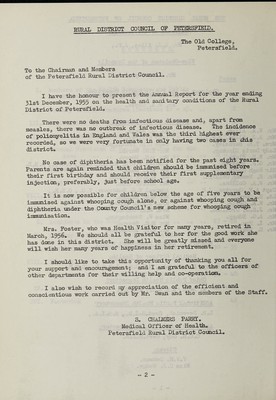 RURAL DISTRICT COUNCIL OF PETERSFIELD.
The Old College,
Petersfield.
To the Chairman and Members
of the Petersfield Rural District Council.
I have the honour to present the Annual Report for the year ending
31st December, 1955 on the health and sanitary conditions of the Rural
District of Petersfield.
There were no deaths from infectious disease and, apart from
measles, there was no outbreak of infectious disease. The incidence
of poliomyelitis in England and Wales was the third highest ever
recorded, so we were very fortunate in only having two cases in this
district.
No case of diphtheria has been notified for the past eight years.
Parents are again reminded that children should be immunised before
their first birthday and should receive their first supplementary
injection, preferably, just before school age.
It is now possible for children below the age of five years to be
immunised against whooping cough alone, or against whooping cough and
diphtheria under the County Council's new scheme for whooping cough
immunisation.
Mrs. Foster, who was Health Visitor for many years, retired in
March, 1956. We should all be grateful to her for the good work she
has done in this district. She will be greatly missed and everyone
will wish her many years of happiness in her retirement.
I should like to take this opportunity of thanking you all for
your support and encouragement; and I am grateful to the officers of
other departments for their willing help and co-operation.
I also wish to record my appreciation of the efficient and
conscientious work carried out by Mr. Swan and the members of the Staff.
S. CHALMERS PARRY.
Medical Officer of Health.
Petersfield Rural District Council.
- 2 -